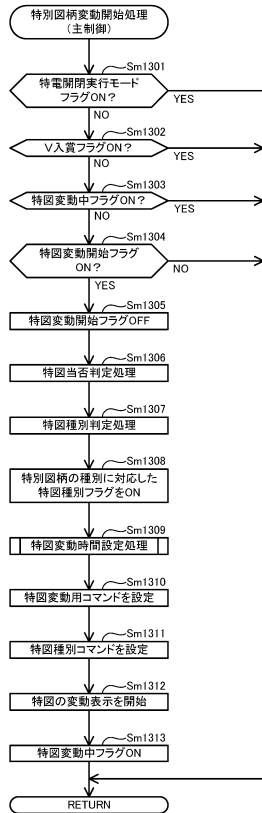 特別図柄変動開始処理
(主制御)
Sm1301
特電開閉実行モード
フラグON?
YES
NO
Sm1302
V入賞フラグON?
YES
NO
Sm1303
特図変動中フラグON?
YES
NO
Sm1304
特図変動開始フラグ
ON?
NO
YES
Sm1305
特図変動開始フラグOFF
Sm1306
特図当否判定処理
Sm1307
特図種別判定処理
Sm1308
特別図柄の種別に対応した
特図種別フラグをON
Sm1309
特図変動時間設定処理
Sm1310
特図変動用コマンドを設定
Sm1311
特図種別コマンドを設定
Sm1312
特図の変動表示を開始
Sm1313
特図変動中フラグON
RETURN